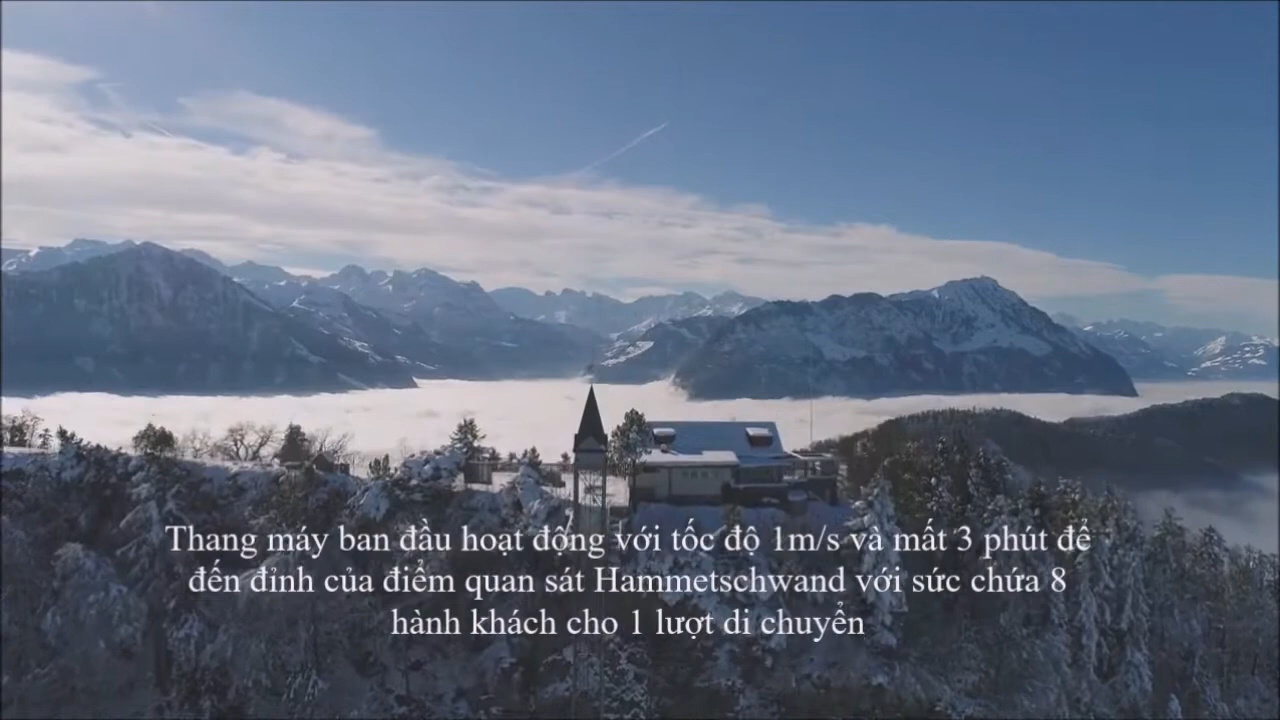 Thang máy ban đầu hoạt động với tốc độ 1m/s và mất 3 phút để
đến đỉnh của điểm quan sát Hammetschwand với sức chứa 8
hành khách cho 1 lượt di chuyển